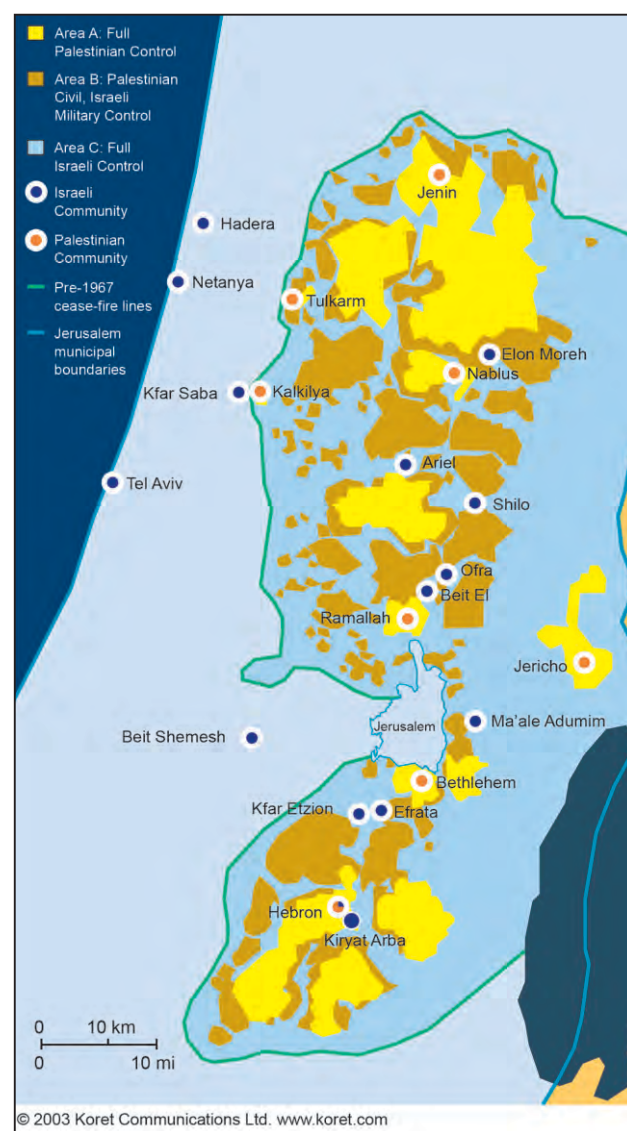 Area A: Full
Palestinian Control
Area B: Palestinian
Civil, Israeli
Military Control
Area C: Full
Israeli Control
Israeli
Community
Palestinian
Community
Pre-1967
cease-fire lines
Jerusalem
municipal
boundaries
Jenin
Hadera
Netanya
Tulkarm
Elon Moreh
Nablus
Kfar Saba
Kalkilya
Ariel
Tel Aviv
Shilo
Ofra
Beit El
Ramallah
Jericho
Jerusalem
Ma'ale Adumim
Beit Shemesh
Bethlehem
Kfar Etzion
Efrata
Hebron
Kiryat Arba
0 10 km
0 10 mi
© 2003 Koret Communications Ltd. www.koret.com